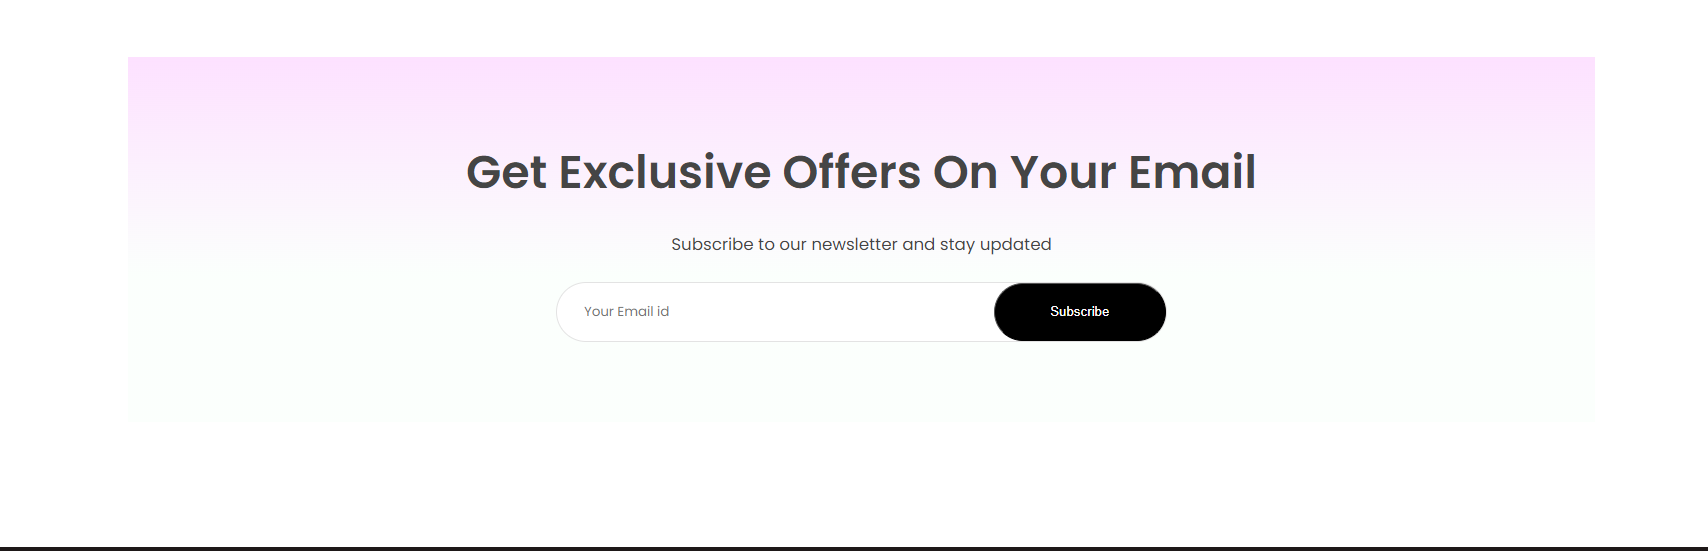 Get Exclusive Offers On Your Email
Subscribe to our newsletter and stay updated
Your Email id
Subscribe